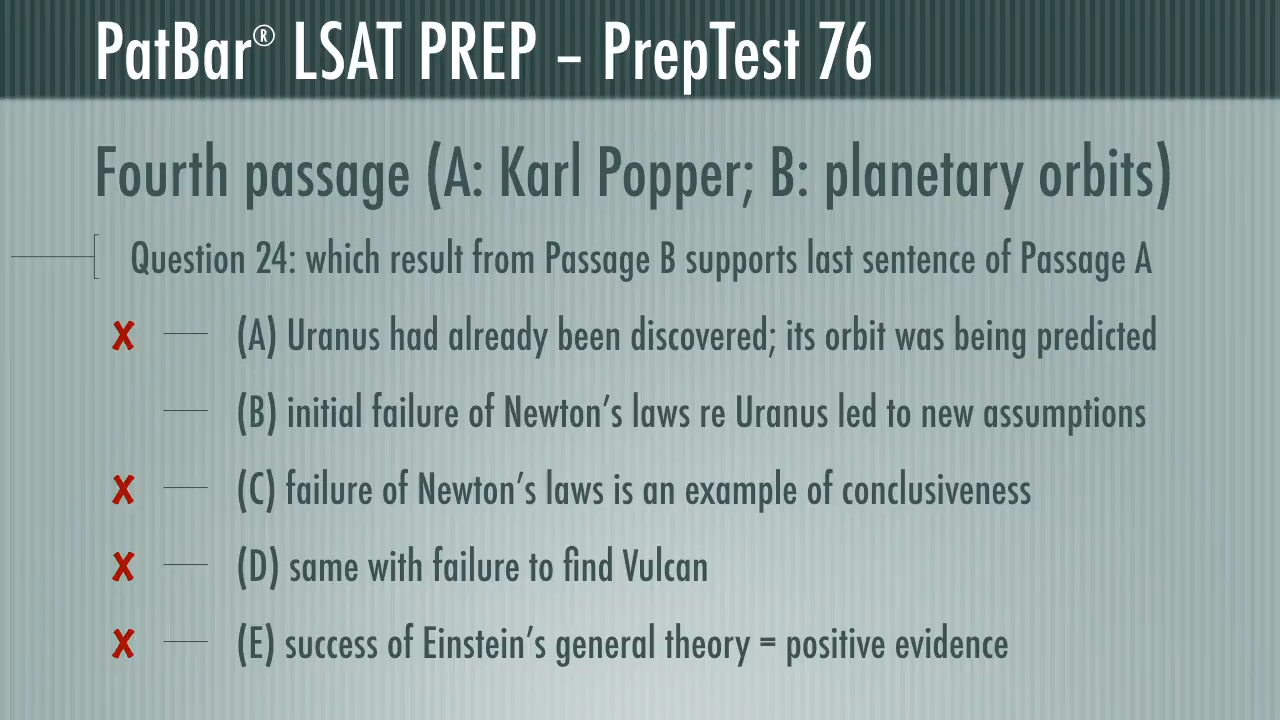 PatBar® LSAT PREP – PrepTest 76
Fourth passage (A: Karl Popper; B: planetary orbits)
Question 24: which result from Passage B supports last sentence of Passage A
✗ (A) Uranus had already been discovered; its orbit was being predicted
(B) initial failure of Newton’s laws re Uranus led to new assumptions
✗ (C) failure of Newton’s laws is an example of conclusiveness
✗ (D) same with failure to find Vulcan
✗ (E) success of Einstein’s general theory = positive evidence